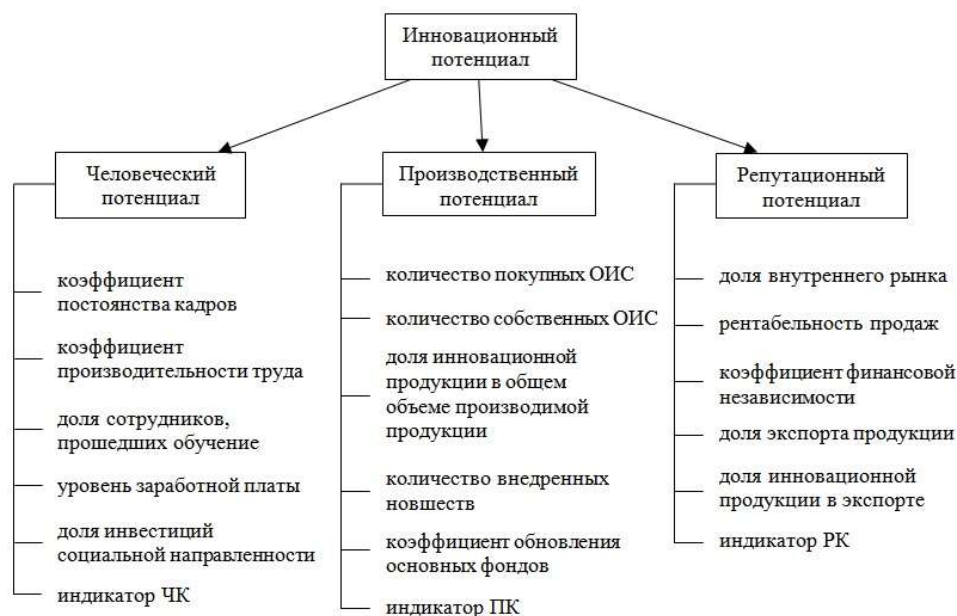 Инновационный
потенциал
Человеческий
потенциал
коэффициент
постоянства кадров
коэффициент
производительности труда
доля сотрудников,
прошедших обучение
уровень заработной платы
доля инвестиций
социальной направленности
индикатор ЧК
Производственный
потенциал
количество покупных ОИС
количество собственных ОИС
доля инновационной
продукции в общем
объеме производимой
продукции
количество внедренных
новшеств
коэффициент обновления
основных фондов
индикатор ПК
Репутационный
потенциал
доля внутреннего рынка
рентабельность продаж
коэффициент финансовой
независимости
доля экспорта продукции
доля инновационной
продукции в экспорте
индикатор РК